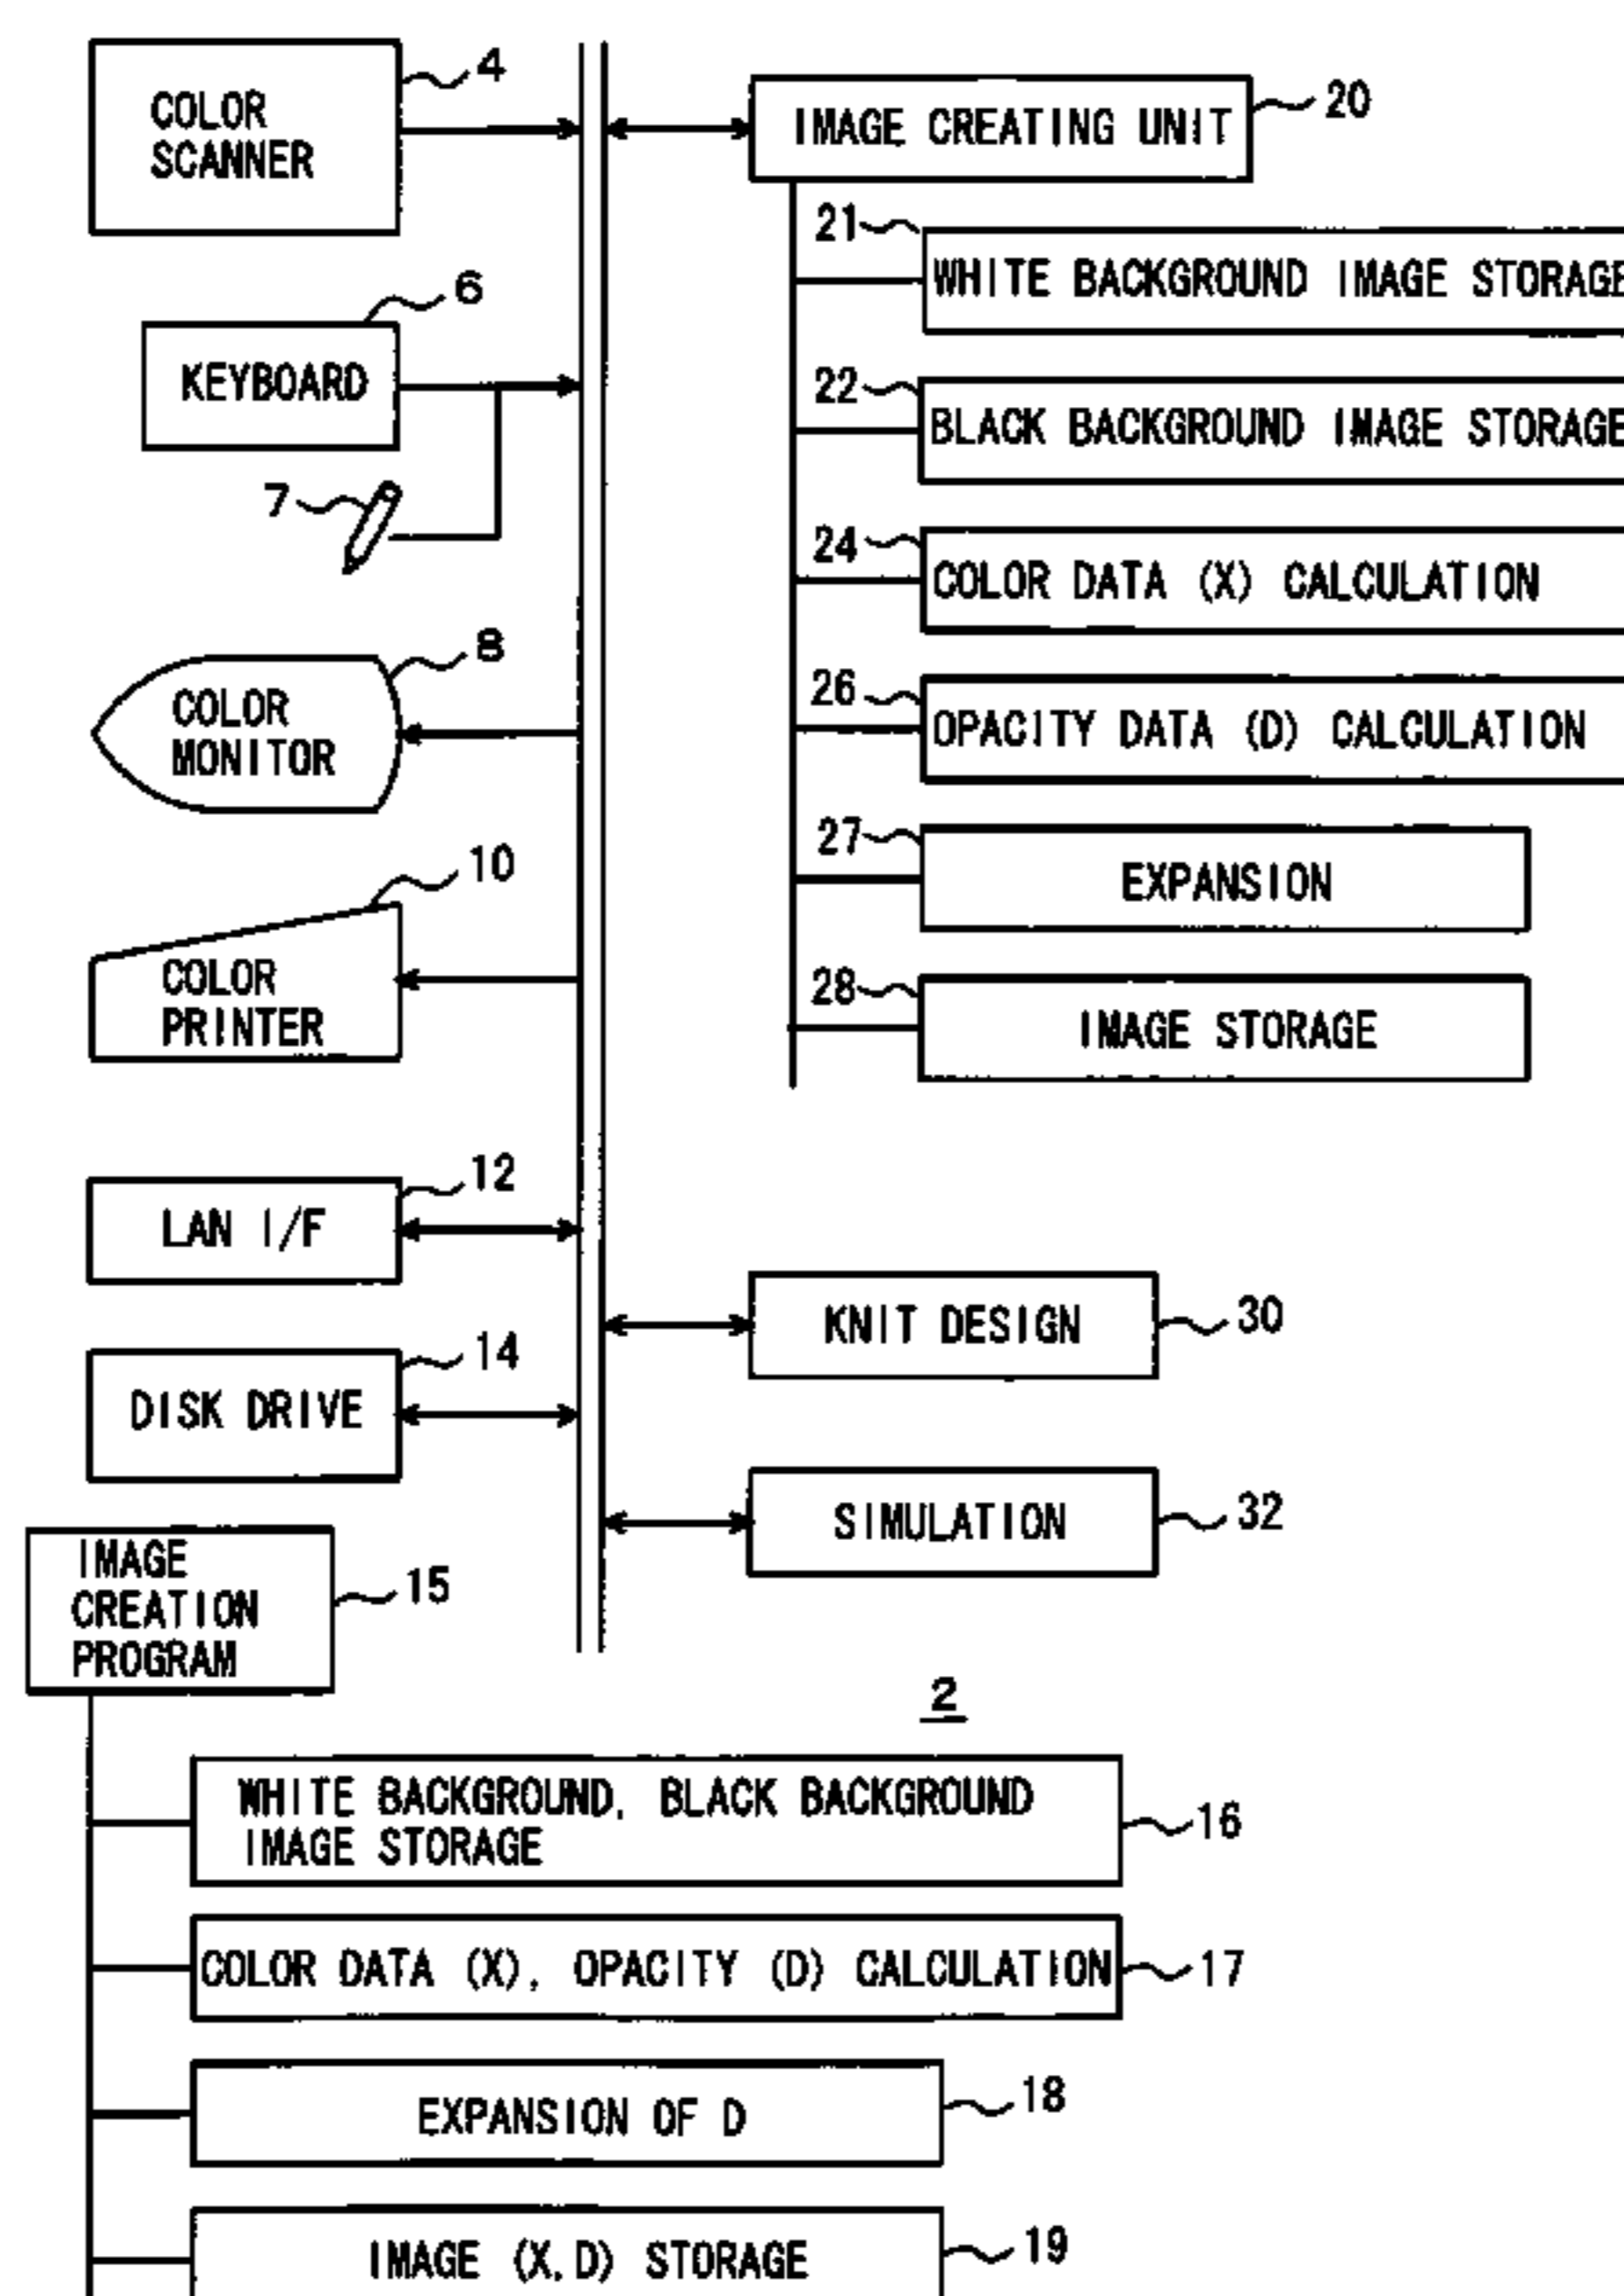 4
COLOR
SCANNER
6
KEYBOARD
7
8
COLOR
MONITOR
10
COLOR
PRINTER
12
LAN I/F
14
DISK DRIVE
IMAGE CREATING UNIT
20
21
WHITE BACKGROUND IMAGE STORAGE
22
BLACK BACKGROUND IMAGE STORAGE
24
COLOR DATA (X) CALCULATION
26
OPACITY DATA (D) CALCULATION
27
EXPANSION
28
IMAGE STORAGE
KNIT DESIGN
30
SIMULATION
32
IMAGE
CREATION
PROGRAM
15
2
WHITE BACKGROUND, BLACK BACKGROUND
IMAGE STORAGE
16
COLOR DATA (X), OPACITY (D) CALCULATION
17
EXPANSION OF D
18
IMAGE (X,D) STORAGE
19